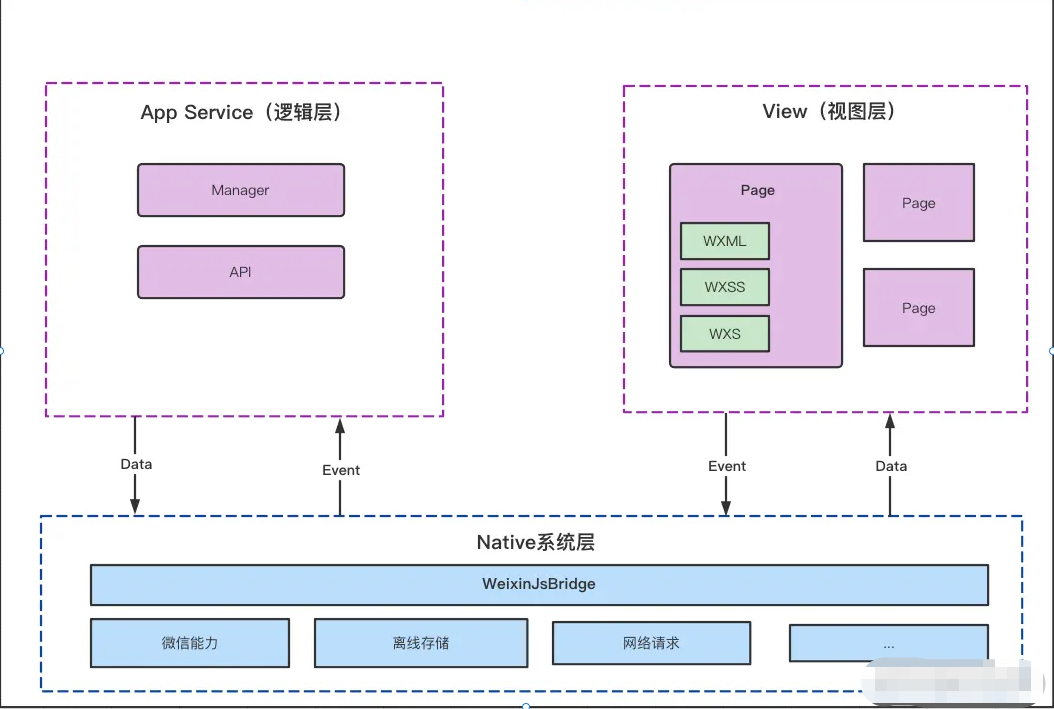 App Service（逻辑层）
Manager
API
View（视图层）
Page
WXML
WXSS
WXS
Page
Page
Data
Event
Event
Data
Native系统层
WeixinJsBridge
微信能力
离线存储
网络请求
...